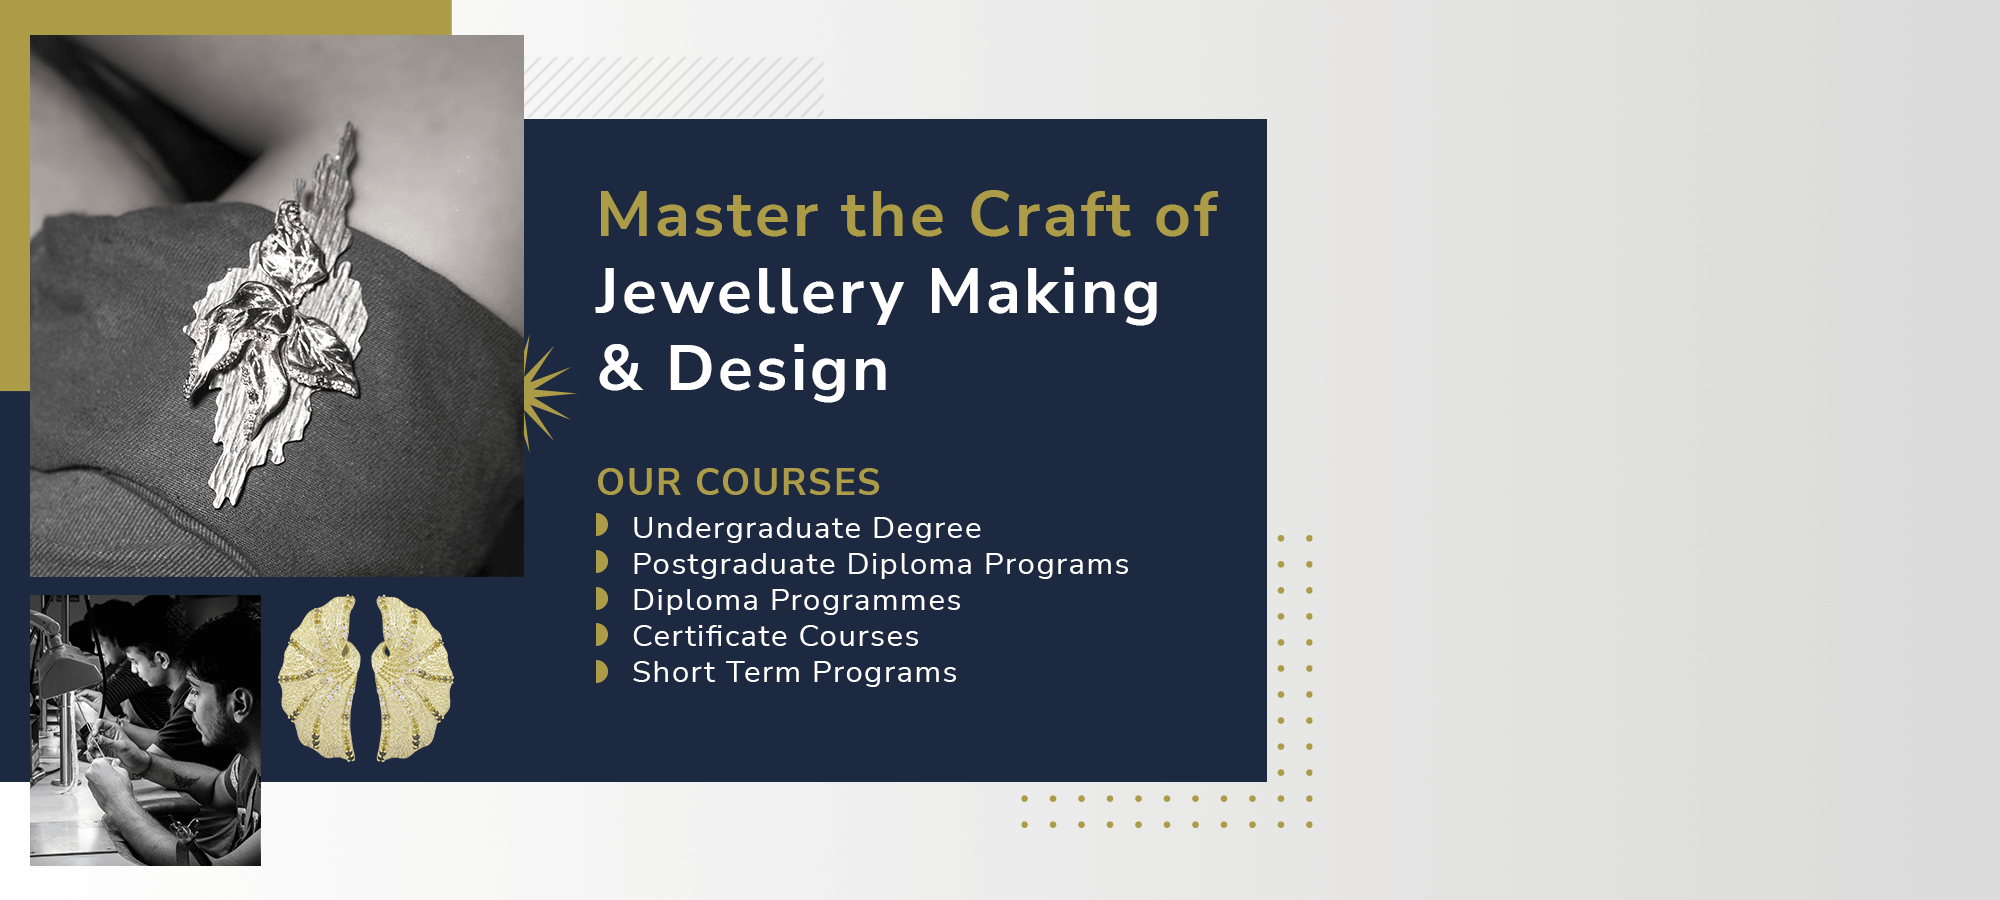 Master the Craft of
Jewellery Making
& Design
OUR COURSES
Undergraduate Degree
Postgraduate Diploma Programs
Diploma Programmes
Certificate Courses
Short Term Programs